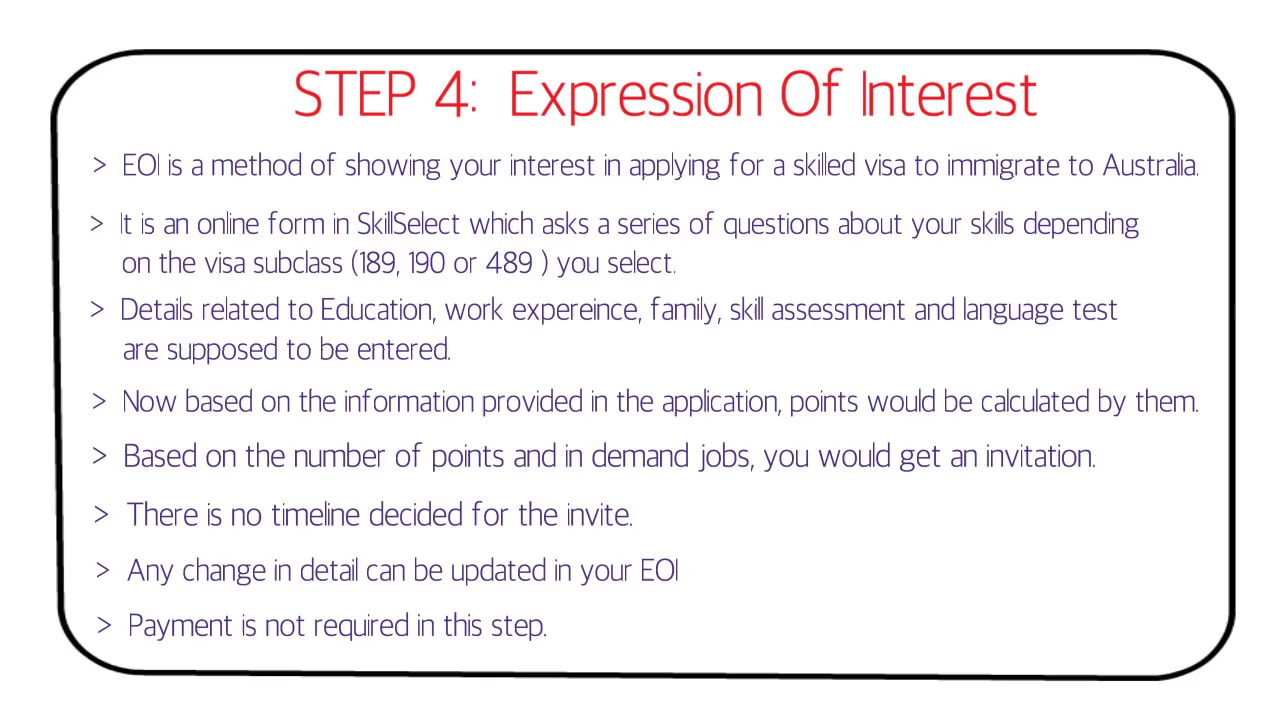 STEP 4: Expression Of Interest
> EOI is a method of showing your interest in applying for a skilled visa to immigrate to Australia.
> It is an online form in SkillSelect which asks a series of questions about your skills depending
on the visa subclass (189, 190 or 489 ) you select.
> Details related to Education, work expereince, family, skill assessment and language test
are supposed to be entered.
> Now based on the information provided in the application, points would be calculated by them.
> Based on the number of points and in demand jobs, you would get an invitation.
> There is no timeline decided for the invite.
> Any change in detail can be updated in your EOI
> Payment is not required in this step.